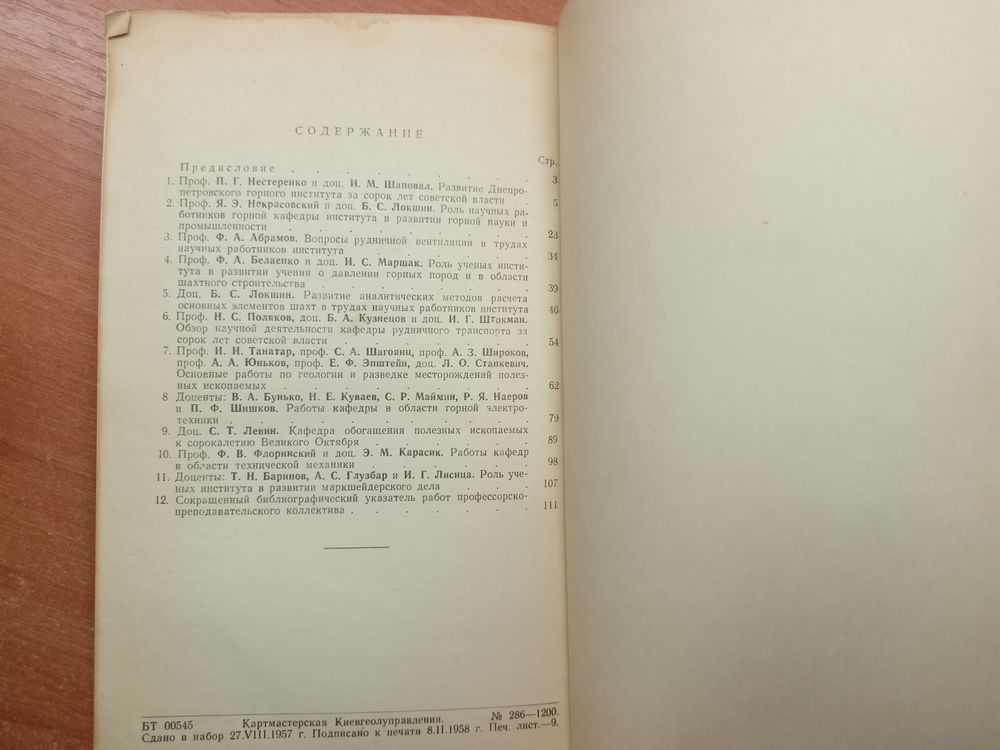 СОДЕРЖАНИЕ
Стр.
Предисловие . . . . . . . . . 3
1. Проф. П. Г. Нестеренко и доц. И. М. Шаповал. Развитие Днепро-
петровского горного института за сорок лет советской власти . 5
2. Проф. Я. Э. Некрасовский и доц. Б. С. Локшин. Роль научных ра-
ботников горной кафедры института в развитии горной науки и
промышленности . . . . . . . . . 23
3. Проф. Ф. А. Абрамов. Вопросы рудничной вентиляции в трудах
научных работников института . . . . . . 34
4. Проф. Ф. А. Белаенко и доц. И. С. Маршак. Роль ученых инсти-
тута в развитии учения о давлении горных пород и в области
шахтного строительства . . . . . . . 39
5. Доц. Б. С. Локшин. Развитие аналитических методов расчета
основных элементов шахт в трудах научных работников института 46
6. Проф. Н. С. Поляков, доц. Б. А. Кузнецов и доц. И. Г. Штокман.
Обзор научной деятельности кафедры рудничного транспорта за
сорок лет советской власти . . . . . . . 54
7. Проф. И. И. Танатар, проф. С. А. Шагоянц, проф. А. З. Широков,
проф. А. А. Юньков, проф. Е. Ф. Эпштейн, доц. Л. О. Станкевич.
Основные работы по геологии и разведке месторождений полез-
ных ископаемых . . . . . . . . . 62
8. Доценты: В. А. Бунько, Н. Е. Куваев, С. Р. Маймин, Р. Я. Наеров
и П. Ф. Шишков. Работы кафедры в области горной электро-
техники . . . . . . . . . . . 79
9. Доц. С. Т. Левин. Кафедра обогащения полезных ископаемых
к сорокалетию Великого Октября . . . . . 89
10. Проф. Ф. В. Флоринский и доц. Э. М. Карасик. Работы кафедр
в области технической механики . . . . . 98
11. Доценты: Т. Н. Баринов, А. С. Глузбар и И. Г. Лисица. Роль уче-
ных института в развитии маркшейдерского дела . . . 107
12. Сокращенный библиографический указатель работ профессорско-
преподавательского коллектива . . . . . . . 111
БТ 00545 Картмастерская Киевгеолуправления. № 286—1200.
Сдано в набор 27.VIII.1957 г. Подписано к печати 8.II.1958 г. Печ. лист.—9.